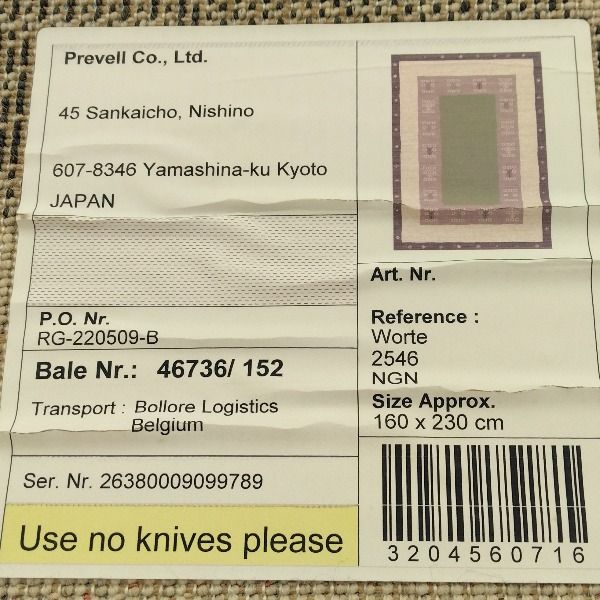 Prevell Co., Ltd.
45 Sankaicho, Nishino
607-8346 Yamashina-ku Kyoto
JAPAN
P.O. Nr.
RG-220509-B
Bale Nr.: 46736/ 152
Transport : Bollore Logistics
Belgium
Ser. Nr. 26380009099789
Use no knives please
Art. Nr.
Reference :
Worte
2546
NGN
Size Approx.
160 x 230 cm
3204560716